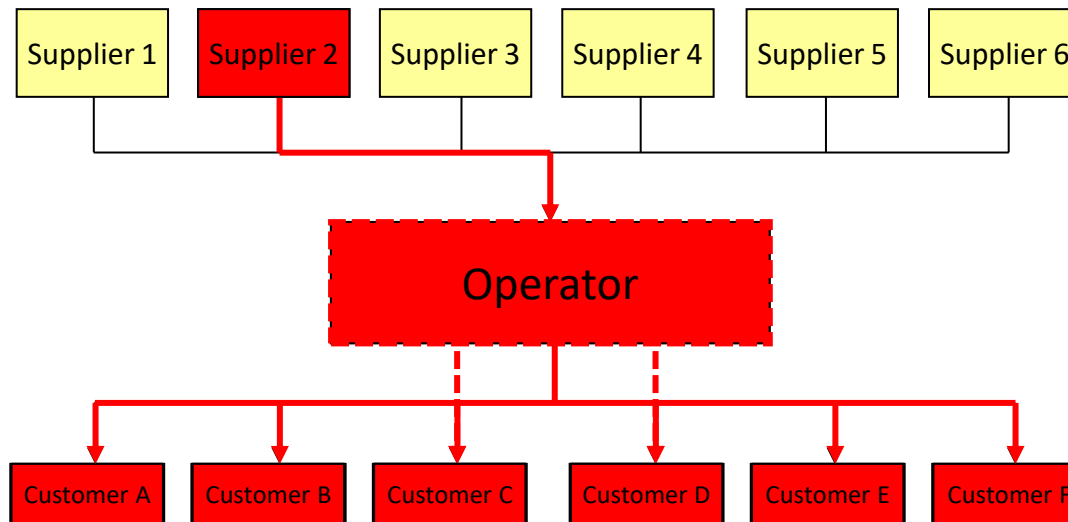 Supplier 1
Supplier 2
Supplier 3
Supplier 4
Supplier 5
Supplier 6
Operator
Customer A
Customer B
Customer C
Customer D
Customer E
Customer F